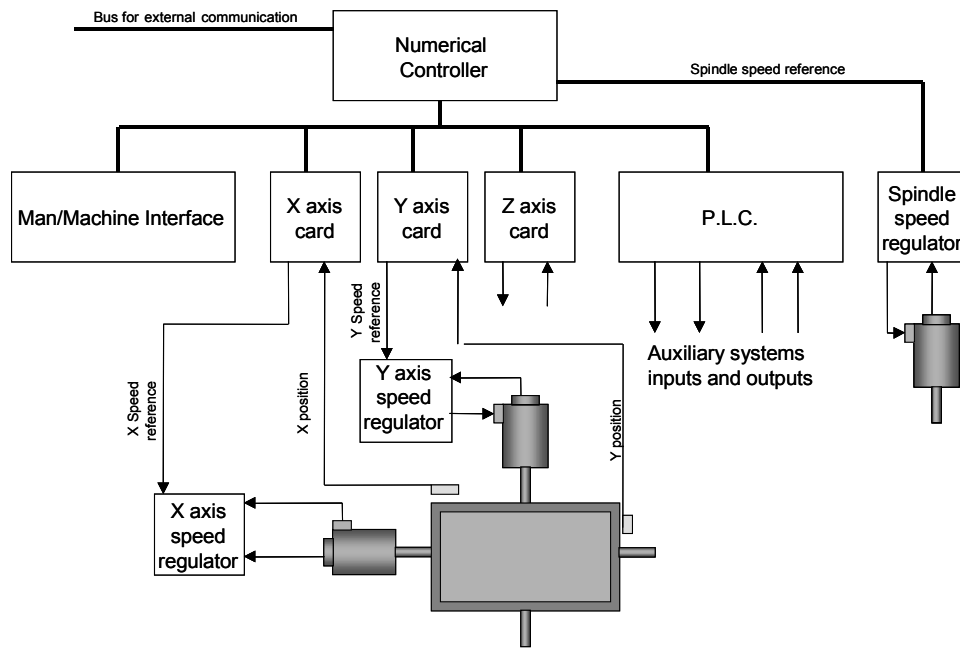 Bus for external communication
Numerical
Controller
Spindle speed reference
Man/Machine Interface
X axis
card
Y axis
card
Z axis
card
P.L.C.
Spindle
speed
regulator
X Speed
reference
X position
Y Speed
reference
Y axis
speed
regulator
Y position
Auxiliary systems
inputs and outputs
X axis
speed
regulator